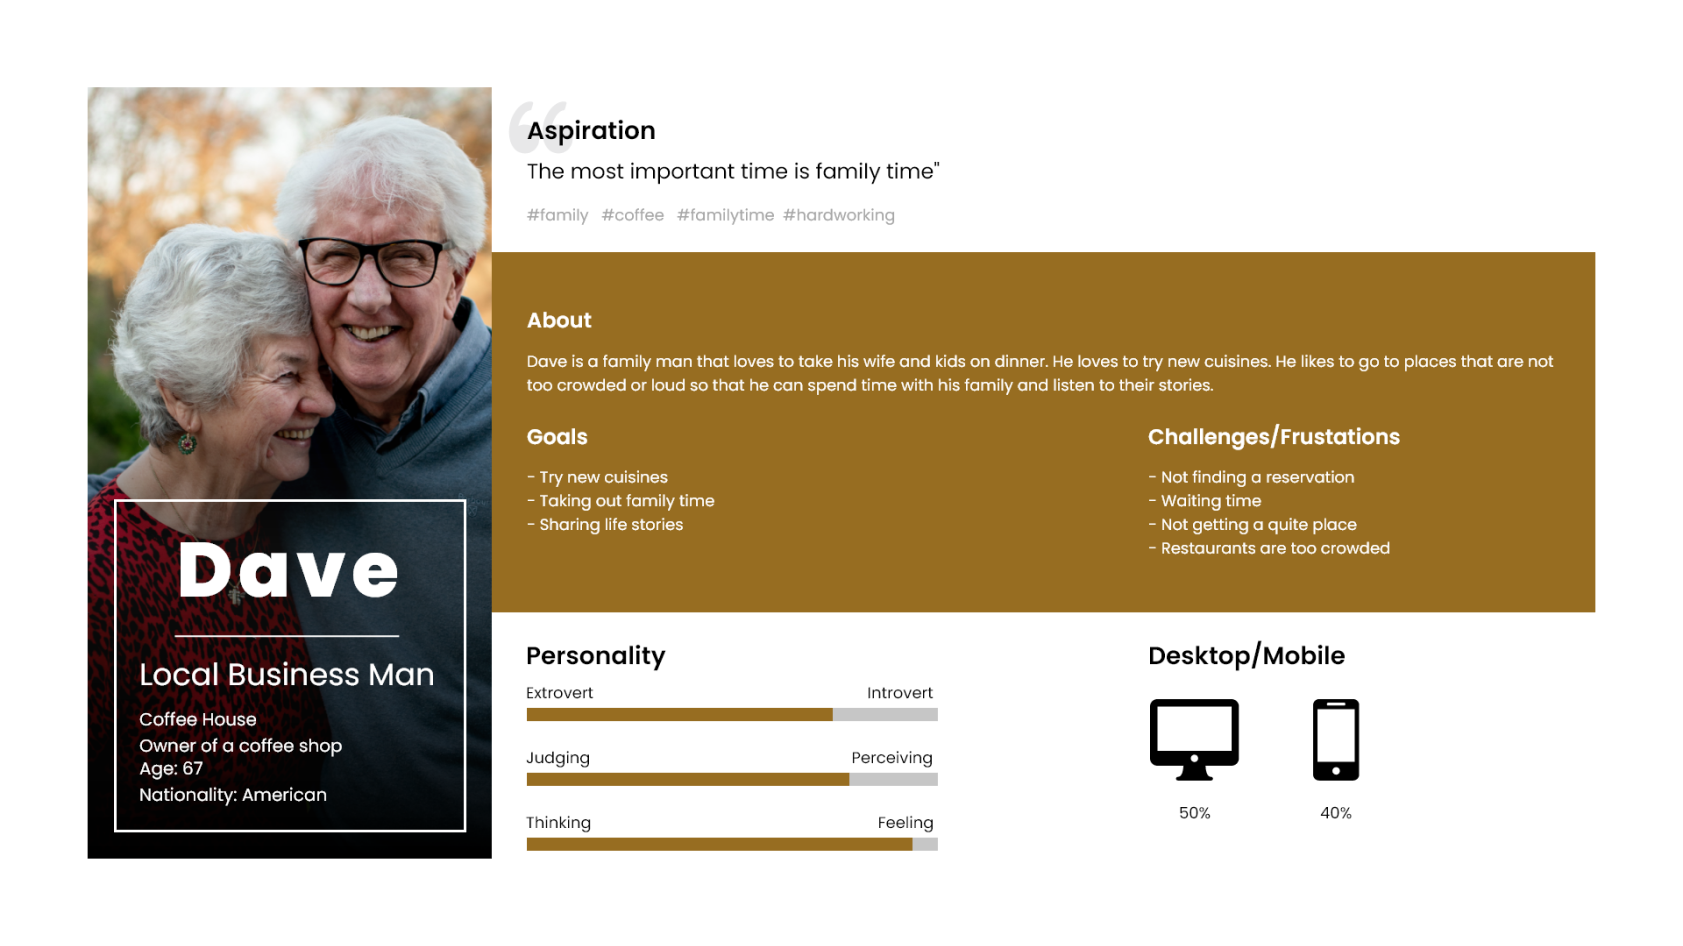 “
Aspiration
The most important time is family time"
#family #coffee #familytime #hardworking
About
Dave is a family man that loves to take his wife and kids on dinner. He loves to try new cuisines. He likes to go to places that are not
too crowded or loud so that he can spend time with his family and listen to their stories.
Goals
- Try new cuisines
- Taking out family time
- Sharing life stories
Challenges/Frustations
- Not finding a reservation
- Waiting time
- Not getting a quite place
- Restaurants are too crowded
Dave
Local Business Man
Coffee House
Owner of a coffee shop
Age: 67
Nationality: American
Personality
Extrovert Introvert
Judging Perceiving
Thinking Feeling
Desktop/Mobile
50% 40%